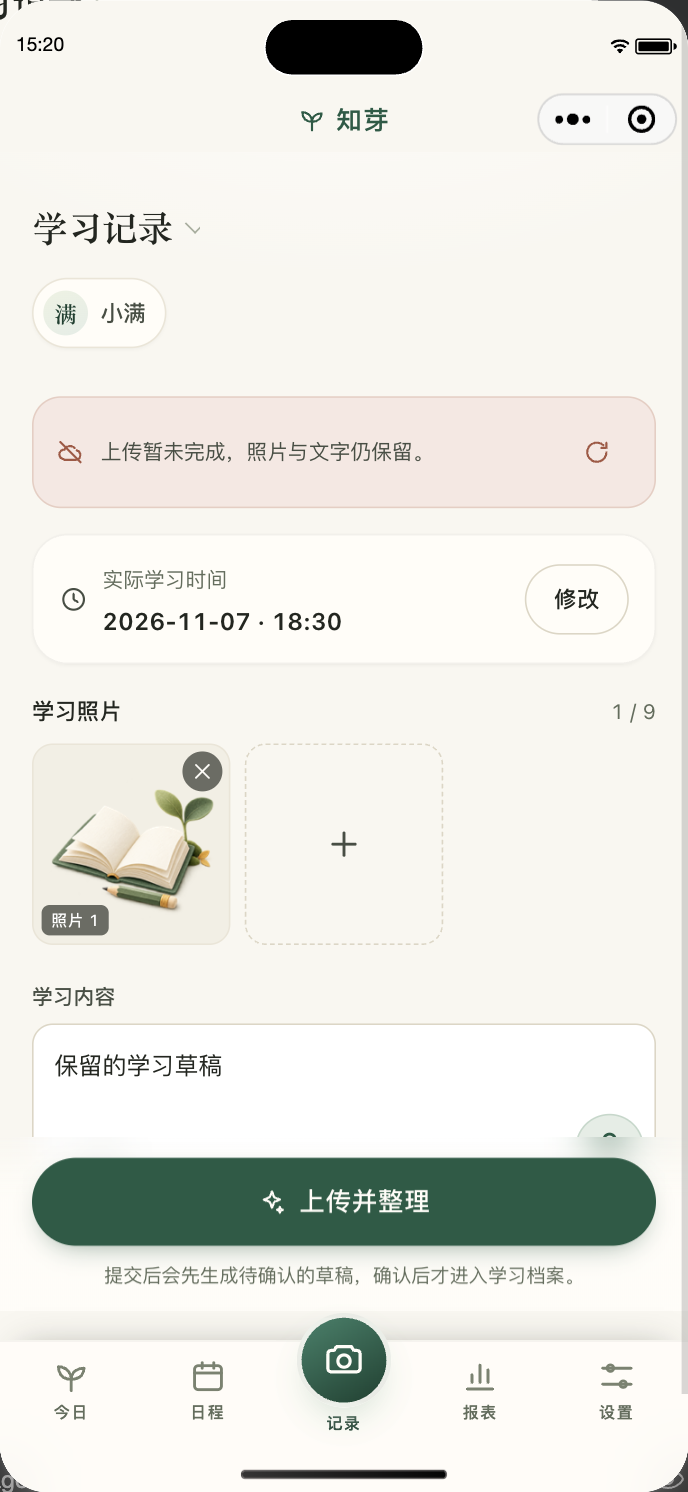 15:20
知芽
学习记录
满 小满
上传暂未完成，照片与文字仍保留。
实际学习时间
2026-11-07 · 18:30
修改
学习照片
1 / 9
照片 1
学习内容
保留的学习草稿
上传并整理
提交后会先生成待确认的草稿，确认后才进入学习档案。
今日
日程
记录
报表
设置